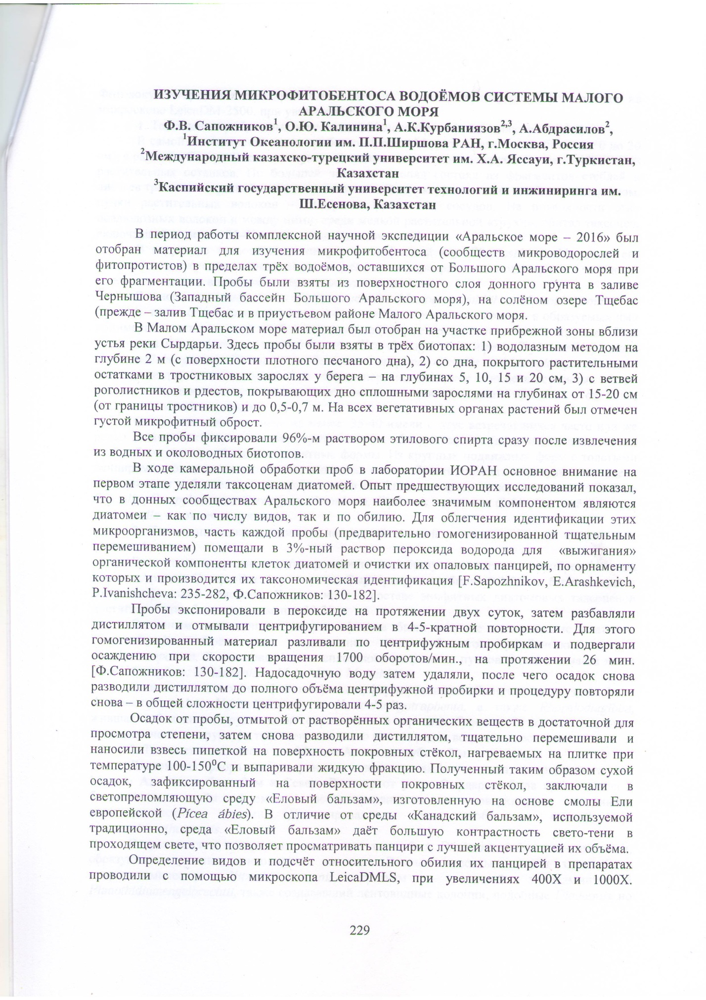 ИЗУЧЕНИЯ МИКРОФИТОБЕНТОСА ВОДОЁМОВ СИСТЕМЫ МАЛОГО
АРАЛЬСКОГО МОРЯ
Ф.В. Сапожников¹, О.Ю. Калинина¹, А.К.Курбаниязов²,³, А.Абдрасилов²,
¹Институт Океанологии им. П.П.Ширшова РАН, г.Москва, Россия
²Международный казахско-турецкий университет им. Х.А. Яссауи, г.Туркистан,
Казахстан
³Каспийский государственный университет технологий и инжиниринга им.
Ш.Есенова, Казахстан
В период работы комплексной научной экспедиции «Аральское море – 2016» был
отобран материал для изучения микрофитобентоса (сообществ микроводорослей и
фитопротистов) в пределах трёх водоёмов, оставшихся от Большого Аральского моря при
его фрагментации. Пробы были взяты из поверхностного слоя донного грунта в заливе
Чернышова (Западный бассейн Большого Аральского моря), на солёном озере Тщебас
(прежде – залив Тщебас и в приустьевом районе Малого Аральского моря.
В Малом Аральском море материал был отобран на участке прибрежной зоны вблизи
устья реки Сырдарьи. Здесь пробы были взяты в трёх биотопах: 1) водолазным методом на
глубине 2 м (с поверхности плотного песчаного дна), 2) со дна, покрытого растительными
остатками в тростниковых зарослях у берега – на глубинах 5, 10, 15 и 20 см, 3) с ветвей
роголистников и рдестов, покрывающих дно сплошными зарослями на глубинах от 15-20 см
(от границы тростников) и до 0,5-0,7 м. На всех вегетативных органах растений был отмечен
густой микрофитный оброст.
Все пробы фиксировали 96%-м раствором этилового спирта сразу после извлечения
из водных и околоводных биотопов.
В ходе камеральной обработки проб в лаборатории ИОРАН основное внимание на
первом этапе уделяли таксоценам диатомей. Опыт предшествующих исследований показал,
что в донных сообществах Аральского моря наиболее значимым компонентом являются
диатомеи – как по числу видов, так и по обилию. Для облегчения идентификации этих
микроорганизмов, часть каждой пробы (предварительно гомогенизированной тщательным
перемешиванием) помещали в 3%-ный раствор пероксида водорода для «выжигания»
органической компоненты клеток диатомей и очистки их опаловых панцирей, по орнаменту
которых и производится их таксономическая идентификация [F.Sapozhnikov, E.Arashkevich,
P.Ivanishcheva: 235-282, Ф.Сапожников: 130-182].
Пробы экспонировали в пероксиде на протяжении двух суток, затем разбавляли
дистиллятом и отмывали центрифугированием в 4-5-кратной повторности. Для этого
гомогенизированный материал разливали по центрифужным пробиркам и подвергали
осаждению при скорости вращения 1700 оборотов/мин., на протяжении 26 мин.
[Ф.Сапожников: 130-182]. Надосадочную воду затем удаляли, после чего осадок снова
разводили дистиллятом до полного объёма центрифужной пробирки и процедуру повторяли
снова – в общей сложности центрифугировали 4-5 раз.
Осадок от пробы, отмытой от растворённых органических веществ в достаточной для
просмотра степени, затем снова разводили дистиллятом, тщательно перемешивали и
наносили взвесь пипеткой на поверхность покровных стёкол, нагреваемых на плитке при
температуре 100-150⁰С и выпаривали жидкую фракцию. Полученный таким образом сухой
осадок, зафиксированный на поверхности покровных стёкол, заключали в
светопреломляющую среду «Еловый бальзам», изготовленную на основе смолы Ели
европейской (Pícea ábies). В отличие от среды «Канадский бальзам», используемой
традиционно, среда «Еловый бальзам» даёт большую контрастность свето-тени в
проходящем свете, что позволяет просматривать панцири с лучшей акцентуацией их объёма.
Определение видов и подсчёт относительного обилия их панцирей в препаратах
проводили с помощью микроскопа LeicaDMLS, при увеличениях 400X и 1000X.
229